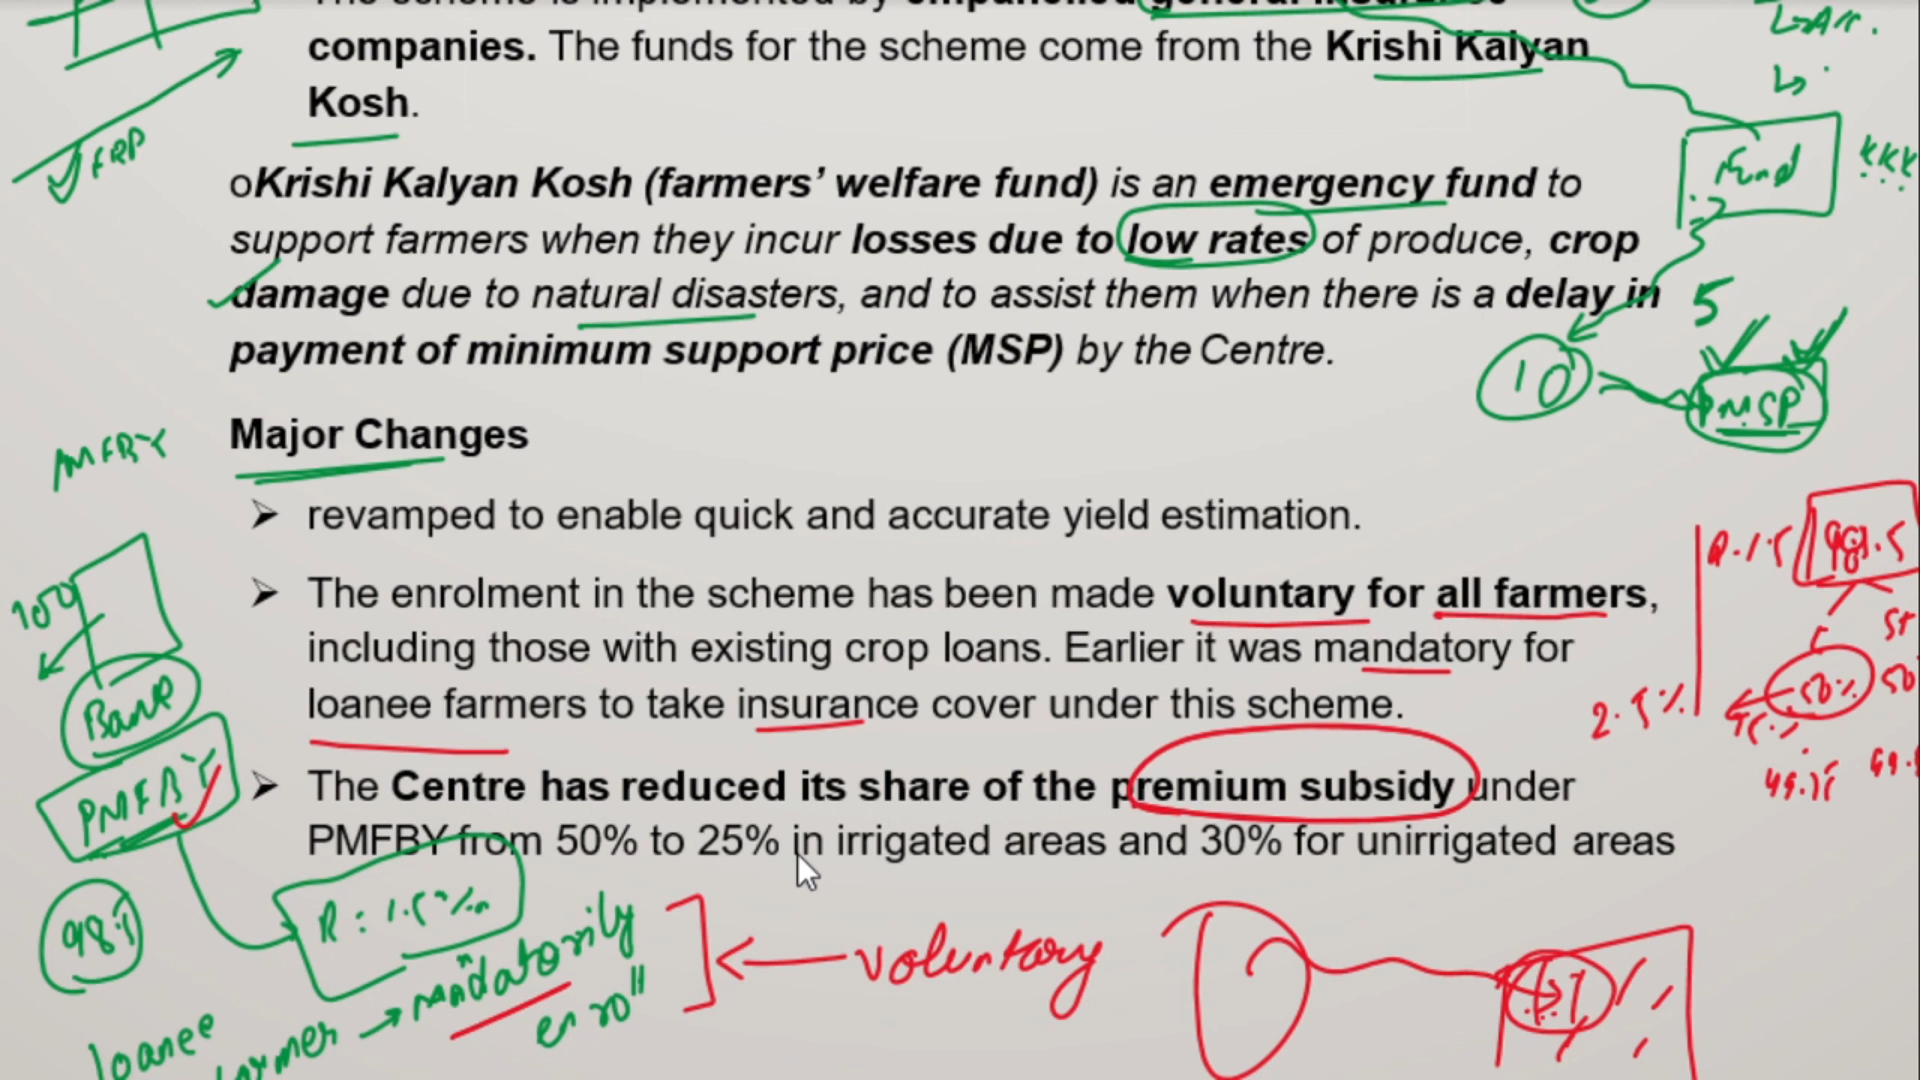 companies. The funds for the scheme come from the Krishi Kalyan
Kosh.
oKrishi Kalyan Kosh (farmers’ welfare fund) is an emergency fund to
support farmers when they incur losses due to low rates of produce, crop
damage due to natural disasters, and to assist them when there is a delay in
payment of minimum support price (MSP) by the Centre.
Major Changes
➢ revamped to enable quick and accurate yield estimation.
➢ The enrolment in the scheme has been made voluntary for all farmers,
including those with existing crop loans. Earlier it was mandatory for
loanee farmers to take insurance cover under this scheme.
➢ The Centre has reduced its share of the premium subsidy under
PMFBY from 50% to 25% in irrigated areas and 30% for unirrigated areas
FRP
Fund
KKK
5
10
MSP
100
Bank
PMFBY
R: 1.5%
mandatorily
voluntary
loanee
2.5%
50%